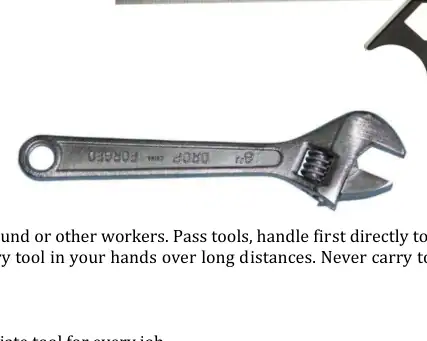 8" DROP CHINA FORGED
und or other workers. Pass tools, handle first directly to
ry tool in your hands over long distances. Never carry to
iate tool for every job